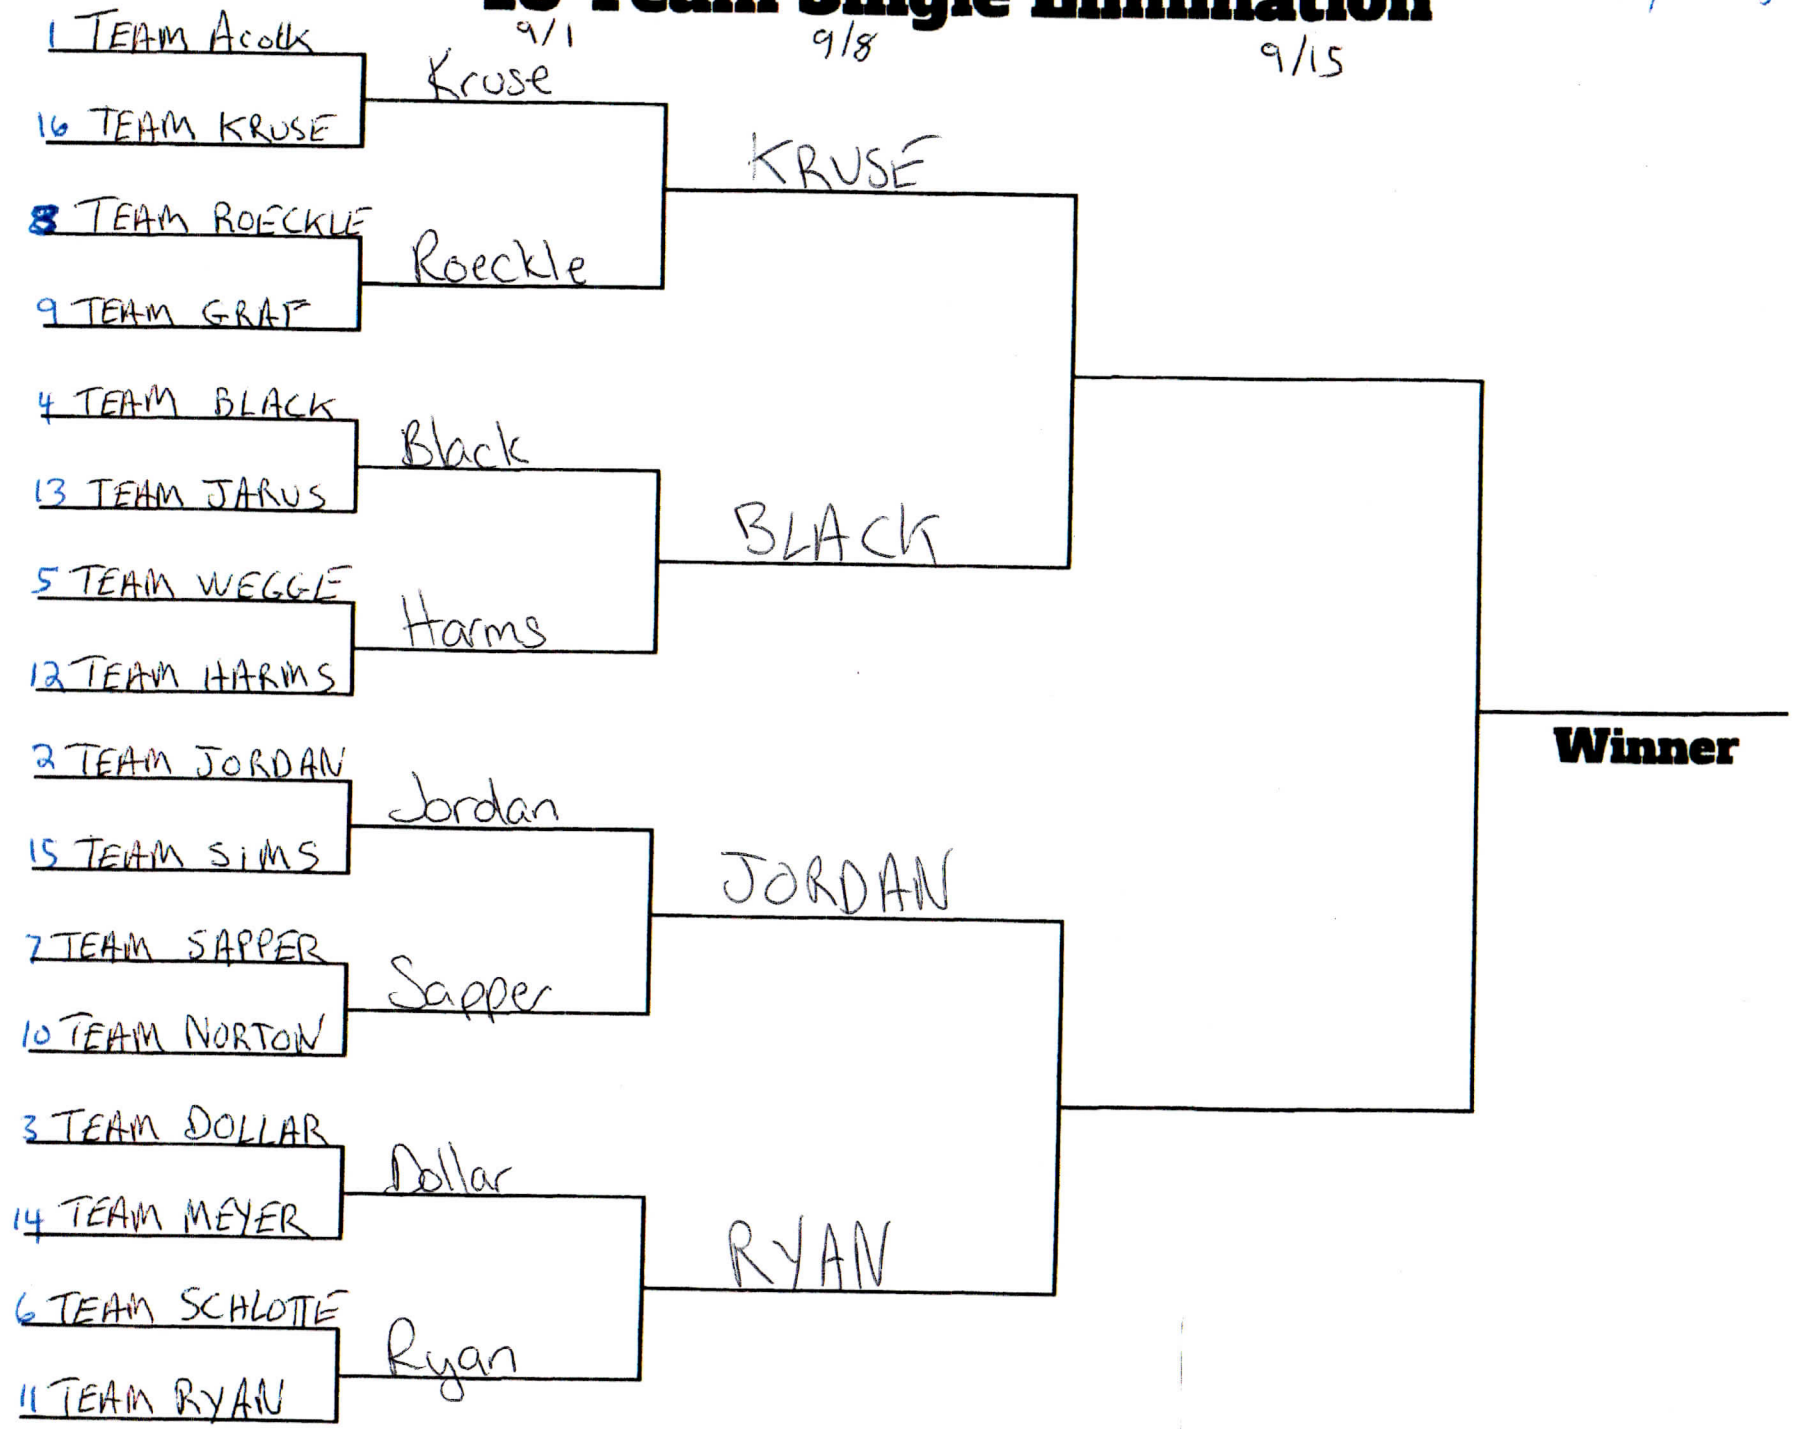 Team Single Elimination
9/1
9/8
9/15
1 TEAM Acolk
Kruse
16 TEAM KRUSE
KRUSE
8 TEAM ROECKLE
Roeckle
9 TEAM GRAF
4 TEAM BLACK
Black
13 TEAM JARUS
BLACK
5 TEAM WEGGE
Harms
12 TEAM HARMS
Winner
2 TEAM JORDAN
Jordan
15 TEAM SiMS
JORDAN
7 TEAM SAPPER
Sapper
10 TEAM NORTON
3 TEAM DOLLAR
Dollar
14 TEAM MEYER
RYAN
6 TEAM SCHLOTTE
Ryan
11 TEAM RYAN